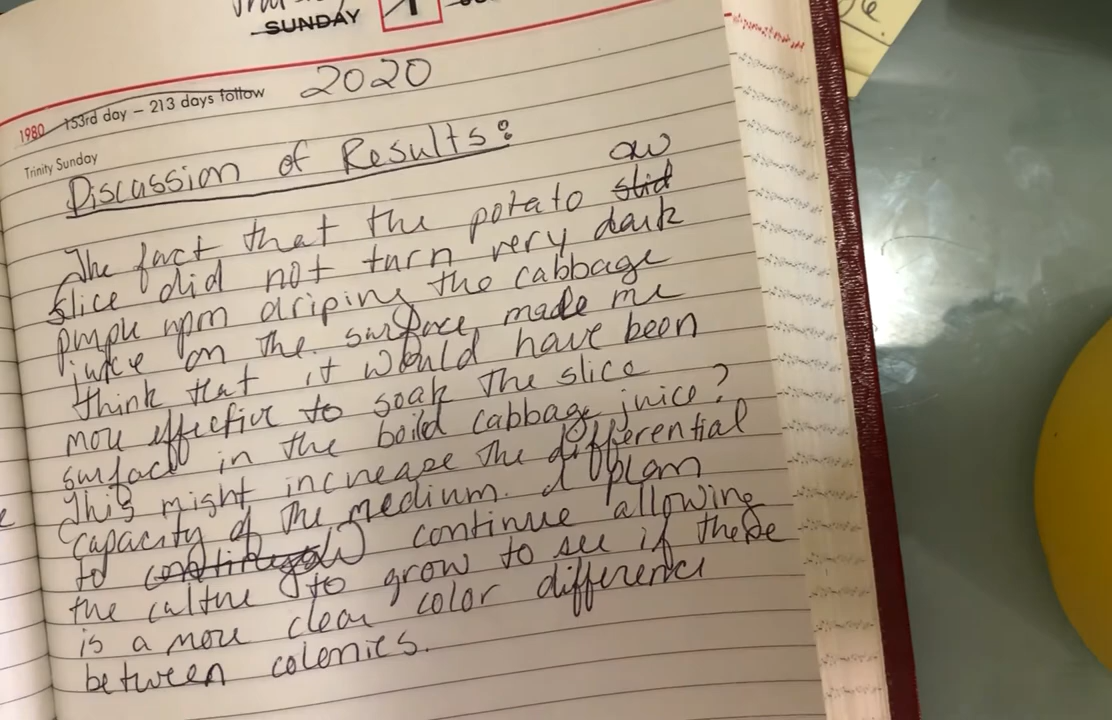 SUNDAY
1980 153rd day – 213 days follow 2020
Trinity Sunday
Discussion of Results:
The fact that the potato slid aw
slice did not turn very dark
purple upon driping the cabbage
juice on the surface, made me
think that it would have been
more effective to soak the slice
surface in the boiled cabbage juice?
This might increase the differential
capacity of the medium. I plan
to continue allowing
the culture to grow to see if there
is a more clear color difference
between colonies.